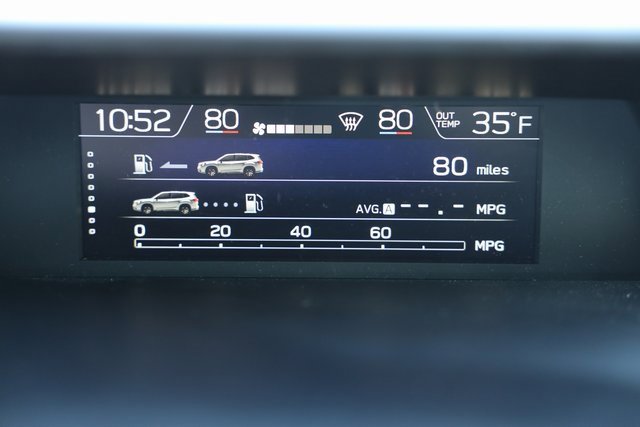 10:52 80 80 OUT TEMP 35°F
80 miles
AVG. A --.- MPG
0 20 40 60
MPG